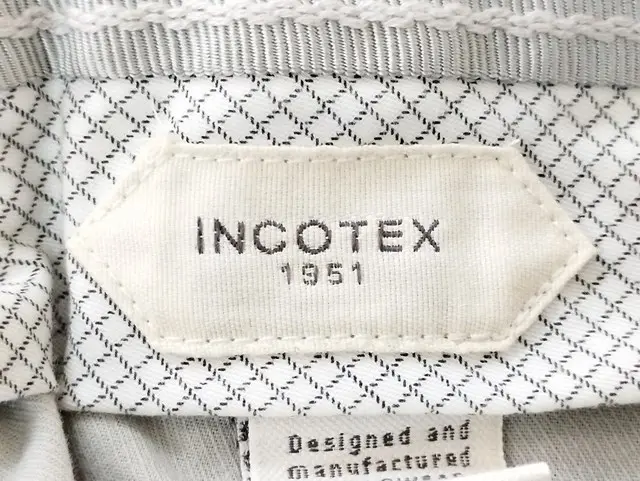 INCOTEX
1951
Designed and
manufactured